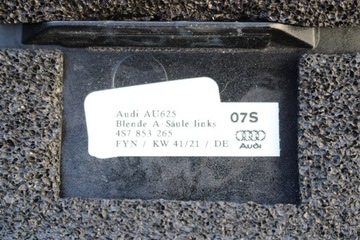 Audi AU625
Blende A-Säule links
4S7 853 265
FYN / KW 41/21 / DE
07S
Audi